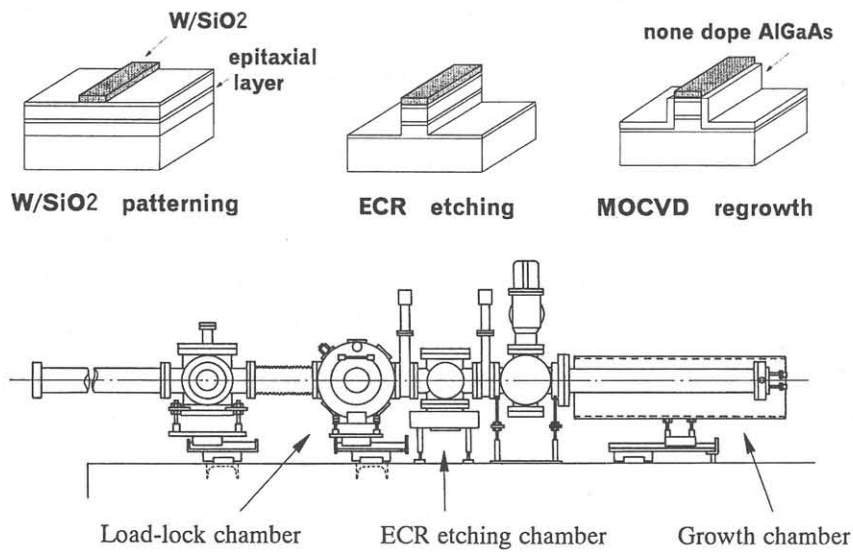 W/SiO2
epitaxial
layer
none dope AlGaAs
W/SiO2 patterning
ECR etching
MOCVD regrowth
Load-lock chamber
ECR etching chamber
Growth chamber